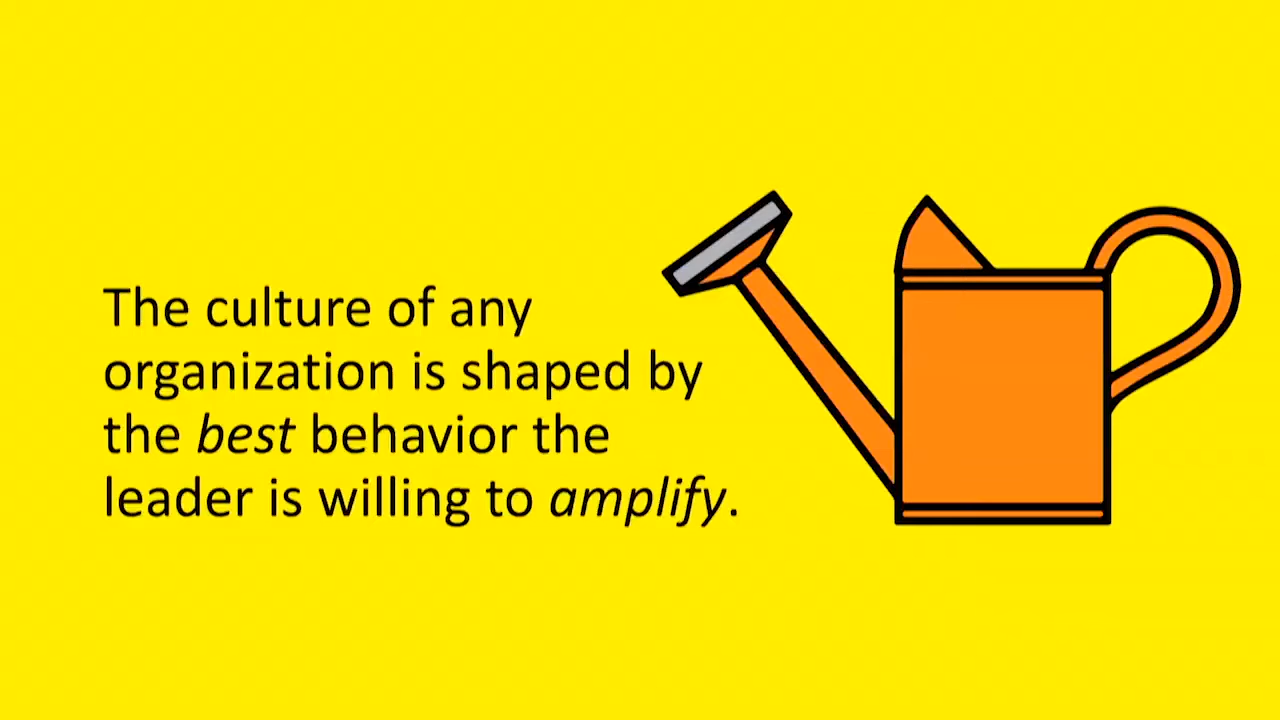 The culture of any
organization is shaped by
the best behavior the
leader is willing to amplify.